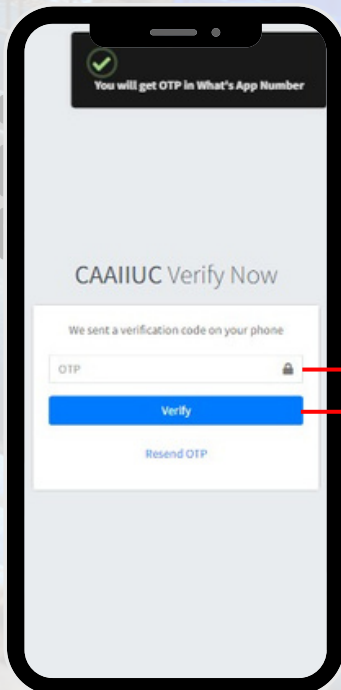 You will get OTP in What's App Number
CAAIIUC Verify Now
We sent a verification code on your phone
OTP
Verify
Resend OTP